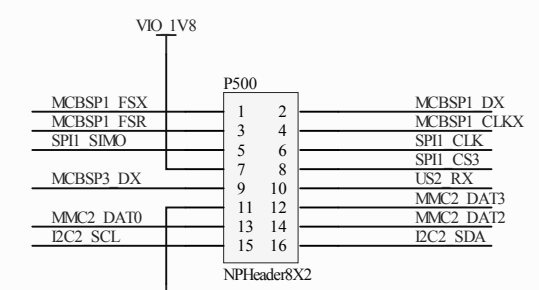 VIO_1V8
P500
MCBSP1_FSX 1 2 MCBSP1_DX
MCBSP1_FSR 3 4 MCBSP1_CLKX
SPI1_SIMO 5 6 SPI1_CLK
7 8 SPI1_CS3
MCBSP3_DX 9 10 US2_RX
11 12 MMC2_DAT3
MMC2_DAT0 13 14 MMC2_DAT2
I2C2_SCL 15 16 I2C2_SDA
NPHeader8X2